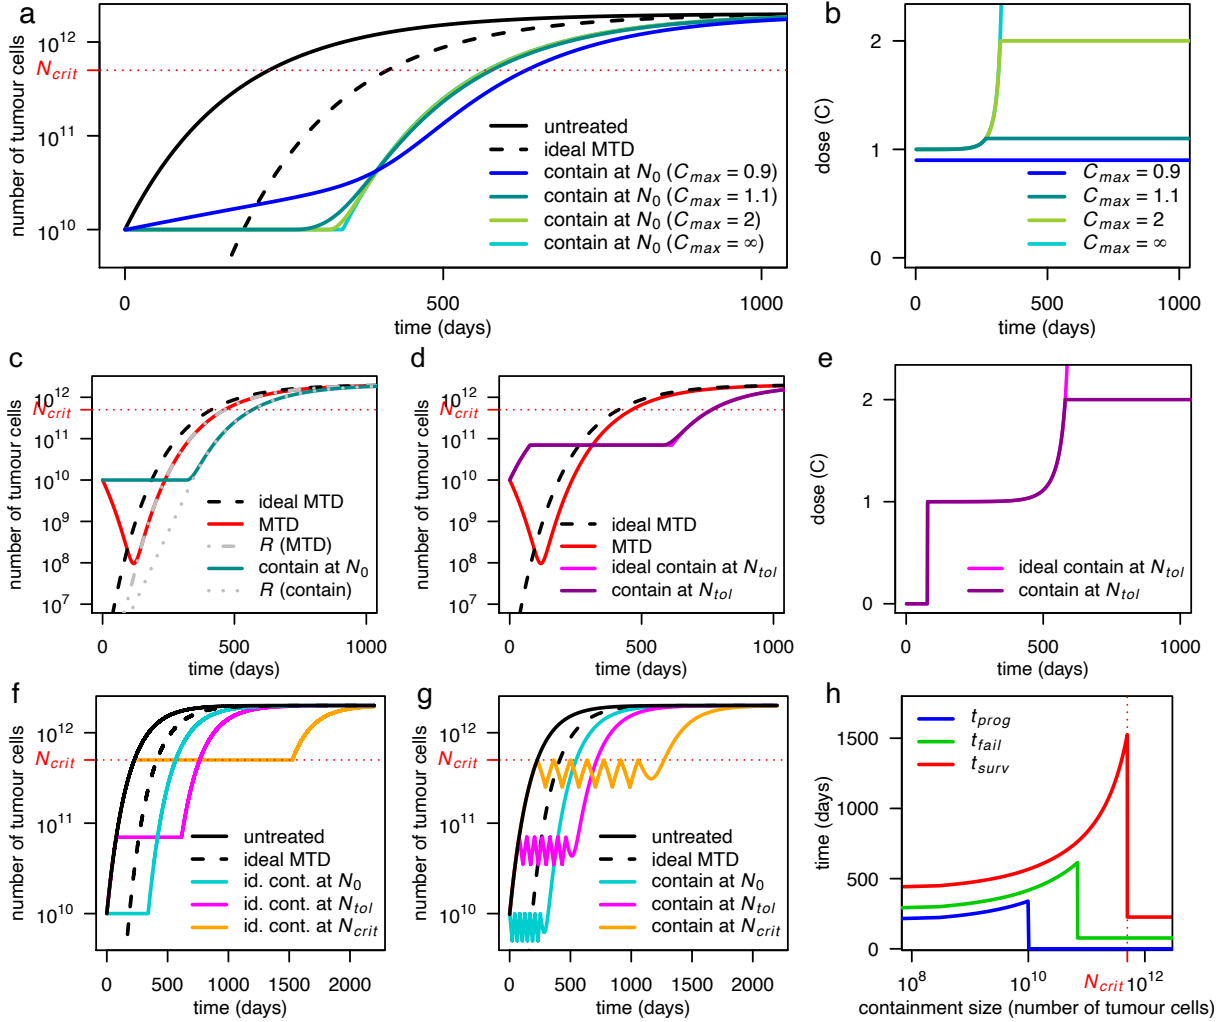 a
number of tumour cells
10^12
N_crit
10^11
10^10
untreated
ideal MTD
contain at N_0 (C_max = 0.9)
contain at N_0 (C_max = 1.1)
contain at N_0 (C_max = 2)
contain at N_0 (C_max = ∞)
0 500 1000
time (days)
b
dose (C)
2
1
0
C_max = 0.9
C_max = 1.1
C_max = 2
C_max = ∞
0 500 1000
time (days)
c
number of tumour cells
10^12
N_crit
10^11
10^10
10^9
10^8
10^7
ideal MTD
MTD
R (MTD)
contain at N_0
R (contain)
0 500 1000
time (days)
d
number of tumour cells
10^12
N_crit
10^11
10^10
10^9
10^8
10^7
ideal MTD
MTD
ideal contain at N_tol
contain at N_tol
0 500 1000
time (days)
e
dose (C)
2
1
0
ideal contain at N_tol
contain at N_tol
0 500 1000
time (days)
f
number of tumour cells
10^12
N_crit
10^11
10^10
untreated
ideal MTD
id. cont. at N_0
id. cont. at N_tol
id. cont. at N_crit
0 500 1000 1500 2000
time (days)
g
number of tumour cells
10^12
N_crit
10^11
10^10
untreated
ideal MTD
contain at N_0
contain at N_tol
contain at N_crit
0 500 1000 1500 2000
time (days)
h
time (days)
1500
1000
500
0
t_prog
t_fail
t_surv
10^8 10^10 N_crit 10^12
containment size (number of tumour cells)